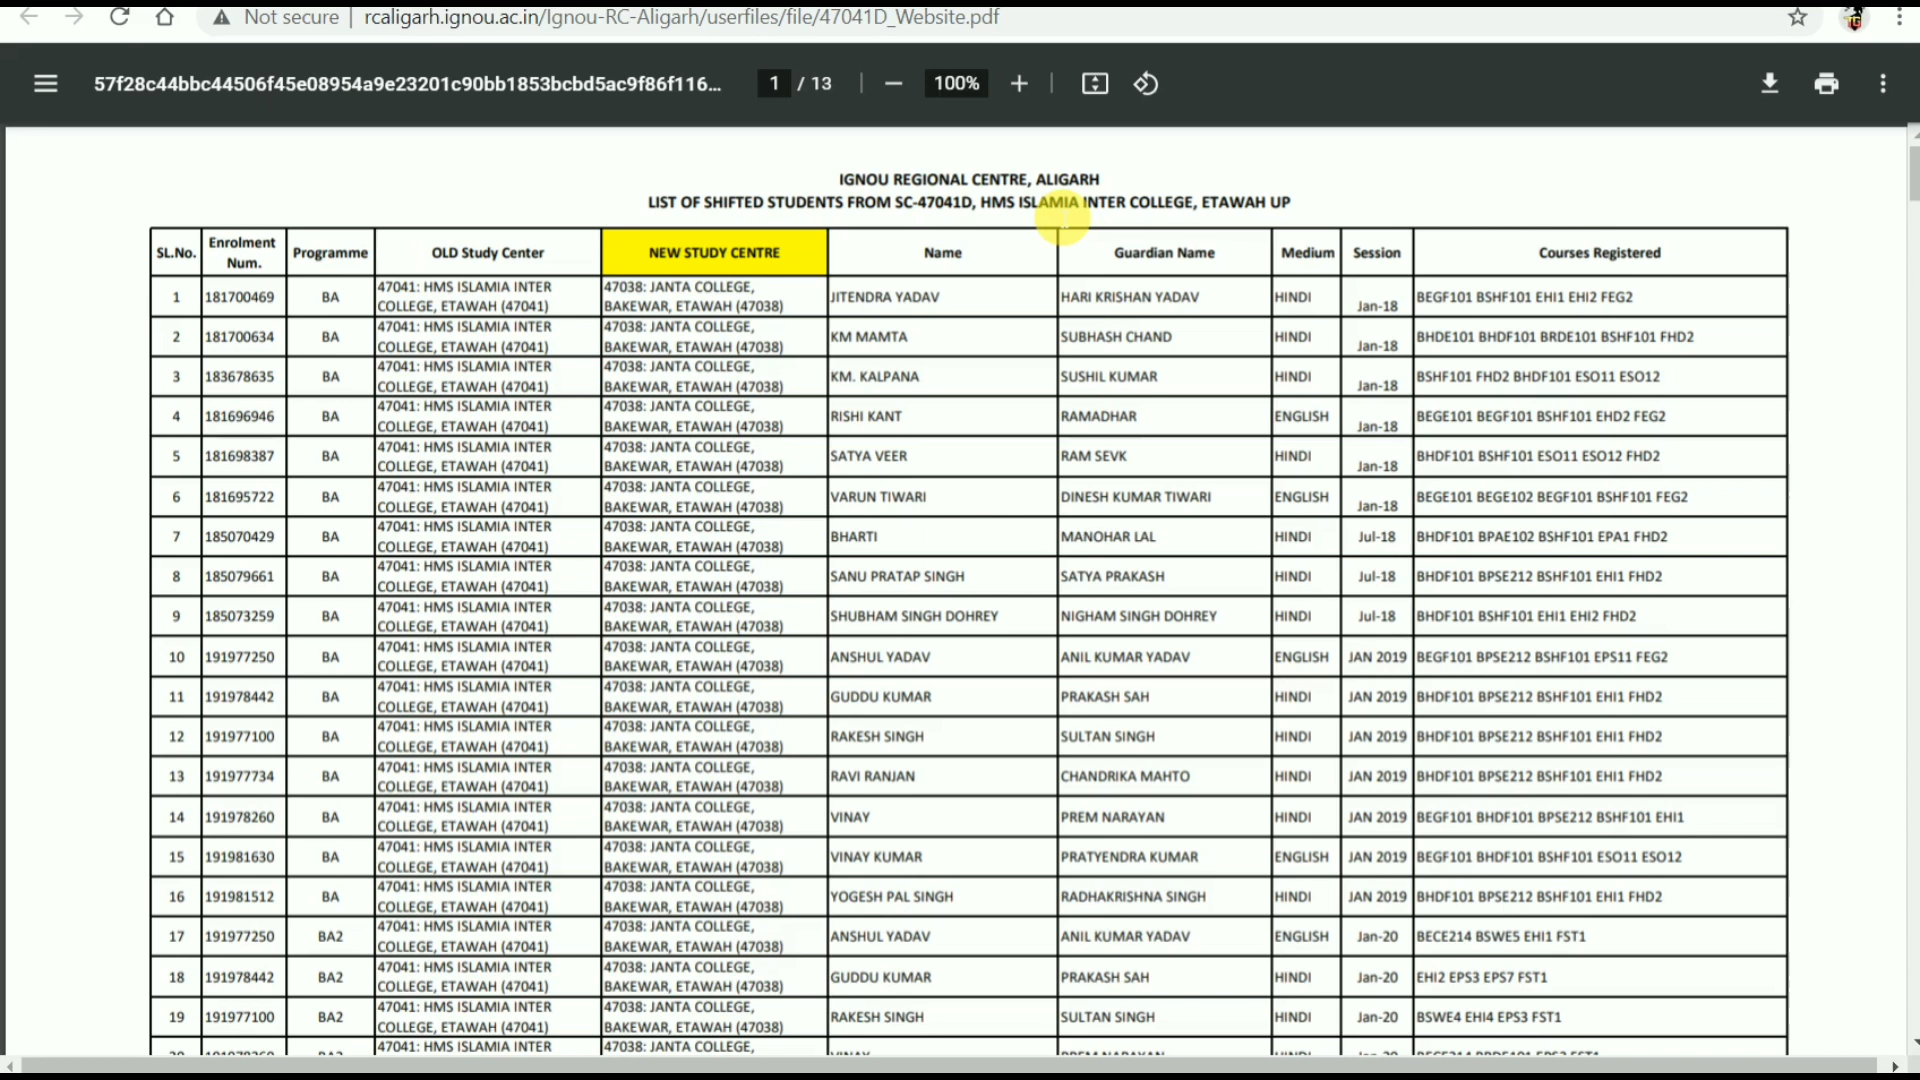 Not secure | rcaligarh.ignou.ac.in/Ignou-RC-Aligarh/userfiles/file/47041D_Website.pdf
57f28c44bbc44506f45e08954a9e23201c90bb1853bcbd5ac9f86f116... 1 / 13 100%
IGNOU REGIONAL CENTRE, ALIGARH
LIST OF SHIFTED STUDENTS FROM SC-47041D, HMS ISLAMIA INTER COLLEGE, ETAWAH UP
SL.No. Enrolment Num. Programme OLD Study Center NEW STUDY CENTRE Name Guardian Name Medium Session Courses Registered
1 181700469 BA 47041: HMS ISLAMIA INTER COLLEGE, ETAWAH (47041) 47038: JANTA COLLEGE, BAKEWAR, ETAWAH (47038) JITENDRA YADAV HARI KRISHAN YADAV HINDI Jan-18 BEGF101 BSHF101 EHI1 EHI2 FEG2
2 181700634 BA 47041: HMS ISLAMIA INTER COLLEGE, ETAWAH (47041) 47038: JANTA COLLEGE, BAKEWAR, ETAWAH (47038) KM MAMTA SUBHASH CHAND HINDI Jan-18 BHDE101 BHDF101 BRDE101 BSHF101 FHD2
3 183678635 BA 47041: HMS ISLAMIA INTER COLLEGE, ETAWAH (47041) 47038: JANTA COLLEGE, BAKEWAR, ETAWAH (47038) KM. KALPANA SUSHIL KUMAR HINDI Jan-18 BSHF101 FHD2 BHDF101 ESO11 ESO12
4 181696946 BA 47041: HMS ISLAMIA INTER COLLEGE, ETAWAH (47041) 47038: JANTA COLLEGE, BAKEWAR, ETAWAH (47038) RISHI KANT RAMADHAR ENGLISH Jan-18 BEGE101 BEGF101 BSHF101 EHD2 FEG2
5 181698387 BA 47041: HMS ISLAMIA INTER COLLEGE, ETAWAH (47041) 47038: JANTA COLLEGE, BAKEWAR, ETAWAH (47038) SATYA VEER RAM SEVK HINDI Jan-18 BHDF101 BSHF101 ESO11 ESO12 FHD2
6 181695722 BA 47041: HMS ISLAMIA INTER COLLEGE, ETAWAH (47041) 47038: JANTA COLLEGE, BAKEWAR, ETAWAH (47038) VARUN TIWARI DINESH KUMAR TIWARI ENGLISH Jan-18 BEGE101 BEGE102 BEGF101 BSHF101 FEG2
7 185070429 BA 47041: HMS ISLAMIA INTER COLLEGE, ETAWAH (47041) 47038: JANTA COLLEGE, BAKEWAR, ETAWAH (47038) BHARTI MANOHAR LAL HINDI Jul-18 BHDF101 BPAE102 BSHF101 EPA1 FHD2
8 185079661 BA 47041: HMS ISLAMIA INTER COLLEGE, ETAWAH (47041) 47038: JANTA COLLEGE, BAKEWAR, ETAWAH (47038) SANU PRATAP SINGH SATYA PRAKASH HINDI Jul-18 BHDF101 BPSE212 BSHF101 EHI1 FHD2
9 185073259 BA 47041: HMS ISLAMIA INTER COLLEGE, ETAWAH (47041) 47038: JANTA COLLEGE, BAKEWAR, ETAWAH (47038) SHUBHAM SINGH DOHREY NIGHAM SINGH DOHREY HINDI Jul-18 BHDF101 BSHF101 EHI1 EHI2 FHD2
10 191977250 BA 47041: HMS ISLAMIA INTER COLLEGE, ETAWAH (47041) 47038: JANTA COLLEGE, BAKEWAR, ETAWAH (47038) ANSHUL YADAV ANIL KUMAR YADAV ENGLISH JAN 2019 BEGF101 BPSE212 BSHF101 EPS11 FEG2
11 191978442 BA 47041: HMS ISLAMIA INTER COLLEGE, ETAWAH (47041) 47038: JANTA COLLEGE, BAKEWAR, ETAWAH (47038) GUDDU KUMAR PRAKASH SAH HINDI JAN 2019 BHDF101 BPSE212 BSHF101 EHI1 FHD2
12 191977100 BA 47041: HMS ISLAMIA INTER COLLEGE, ETAWAH (47041) 47038: JANTA COLLEGE, BAKEWAR, ETAWAH (47038) RAKESH SINGH SULTAN SINGH HINDI JAN 2019 BHDF101 BPSE212 BSHF101 EHI1 FHD2
13 191977734 BA 47041: HMS ISLAMIA INTER COLLEGE, ETAWAH (47041) 47038: JANTA COLLEGE, BAKEWAR, ETAWAH (47038) RAVI RANJAN CHANDRIKA MAHTO HINDI JAN 2019 BHDF101 BPSE212 BSHF101 EHI1 FHD2
14 191978260 BA 47041: HMS ISLAMIA INTER COLLEGE, ETAWAH (47041) 47038: JANTA COLLEGE, BAKEWAR, ETAWAH (47038) VINAY PREM NARAYAN HINDI JAN 2019 BEGF101 BHDF101 BPSE212 BSHF101 EHI1
15 191981630 BA 47041: HMS ISLAMIA INTER COLLEGE, ETAWAH (47041) 47038: JANTA COLLEGE, BAKEWAR, ETAWAH (47038) VINAY KUMAR PRATYENDRA KUMAR ENGLISH JAN 2019 BEGF101 BHDF101 BSHF101 ESO11 ESO12
16 191981512 BA 47041: HMS ISLAMIA INTER COLLEGE, ETAWAH (47041) 47038: JANTA COLLEGE, BAKEWAR, ETAWAH (47038) YOGESH PAL SINGH RADHAKRISHNA SINGH HINDI JAN 2019 BHDF101 BPSE212 BSHF101 EHI1 FHD2
17 191977250 BA2 47041: HMS ISLAMIA INTER COLLEGE, ETAWAH (47041) 47038: JANTA COLLEGE, BAKEWAR, ETAWAH (47038) ANSHUL YADAV ANIL KUMAR YADAV ENGLISH Jan-20 BECE214 BSWE5 EHI1 FST1
18 191978442 BA2 47041: HMS ISLAMIA INTER COLLEGE, ETAWAH (47041) 47038: JANTA COLLEGE, BAKEWAR, ETAWAH (47038) GUDDU KUMAR PRAKASH SAH HINDI Jan-20 EHI2 EPS3 EPS7 FST1
19 191977100 BA2 47041: HMS ISLAMIA INTER COLLEGE, ETAWAH (47041) 47038: JANTA COLLEGE, BAKEWAR, ETAWAH (47038) RAKESH SINGH SULTAN SINGH HINDI Jan-20 BSWE4 EHI4 EPS3 FST1
47041: HMS ISLAMIA INTER 47038: JANTA COLLEGE,